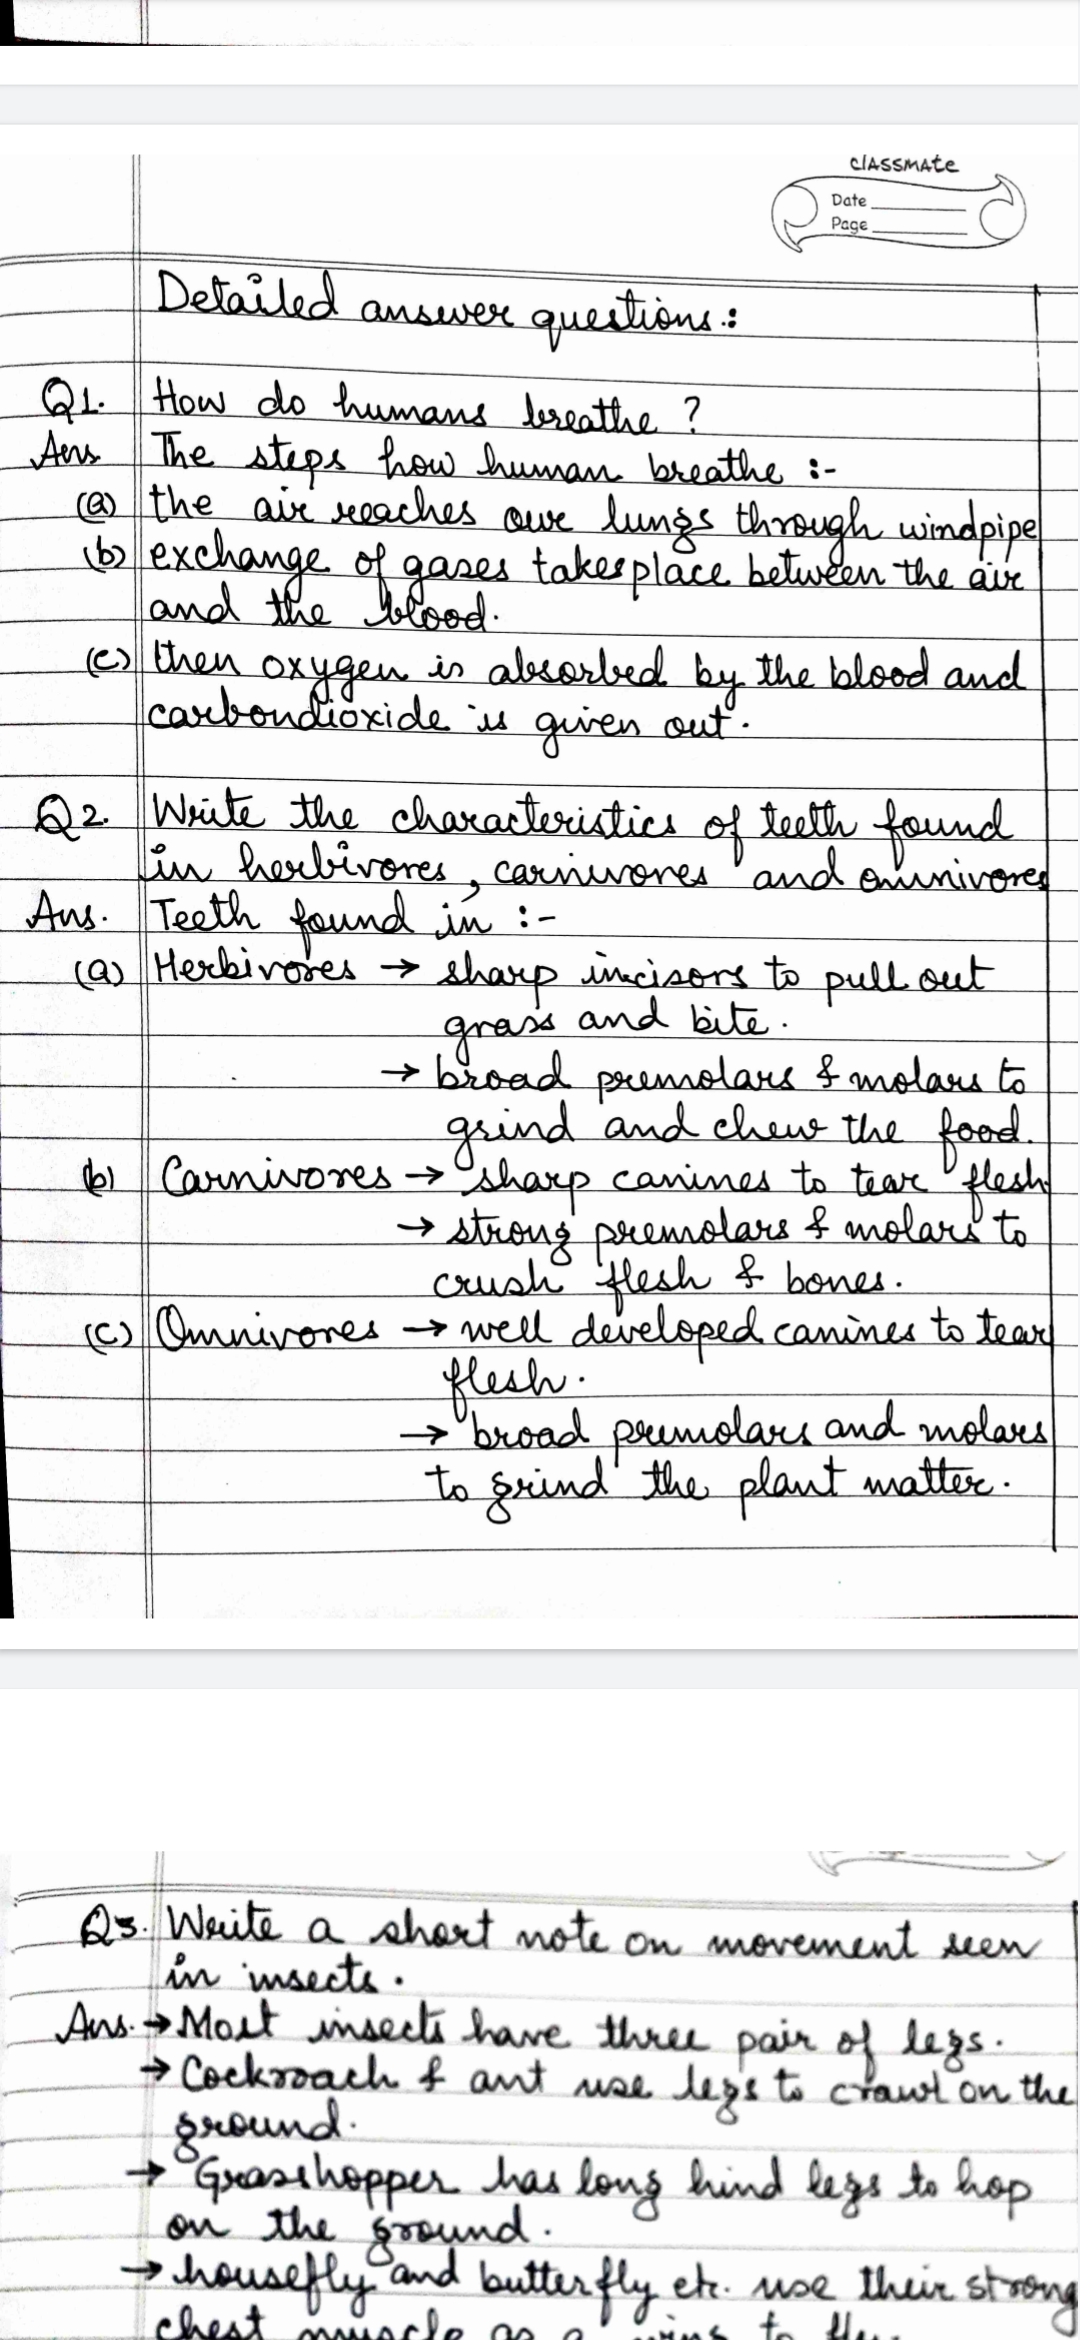 classmate
Date
Page
Detailed answer questions :
Q1. How do humans breathe ?
Ans The steps how human breathe :-
(a) the air reaches our lungs through windpipe
(b) exchange of gases takesplace between the air
and the blood.
(c) then oxygen is absorbed by the blood and
carbondioxide is given out.
Q2. Write the characteristics of teeth found
in herbivores, carnivores and omnivores
Ans. Teeth found in :-
(a) Herbivores → sharp incisors to pull out
grass and bite.
→ broad premolars & molars to
grind and chew the food.
(b) Carnivores → sharp canines to tear flesh
→ strong premolars & molars to
crush flesh & bones.
(c) Omnivores → well developed canines to tear
flesh.
→ broad premolars and molars
to grind the plant matter.
Q3. Write a short note on movement seen
in insects.
Ans. → Most insects have three pair of legs.
→ Cockroach & ant use legs to crawl on the
ground.
→ Grasshopper has long hind legs to hop
on the ground.
→ housefly and butterfly etc. use their strong
chest muscle as a wing to